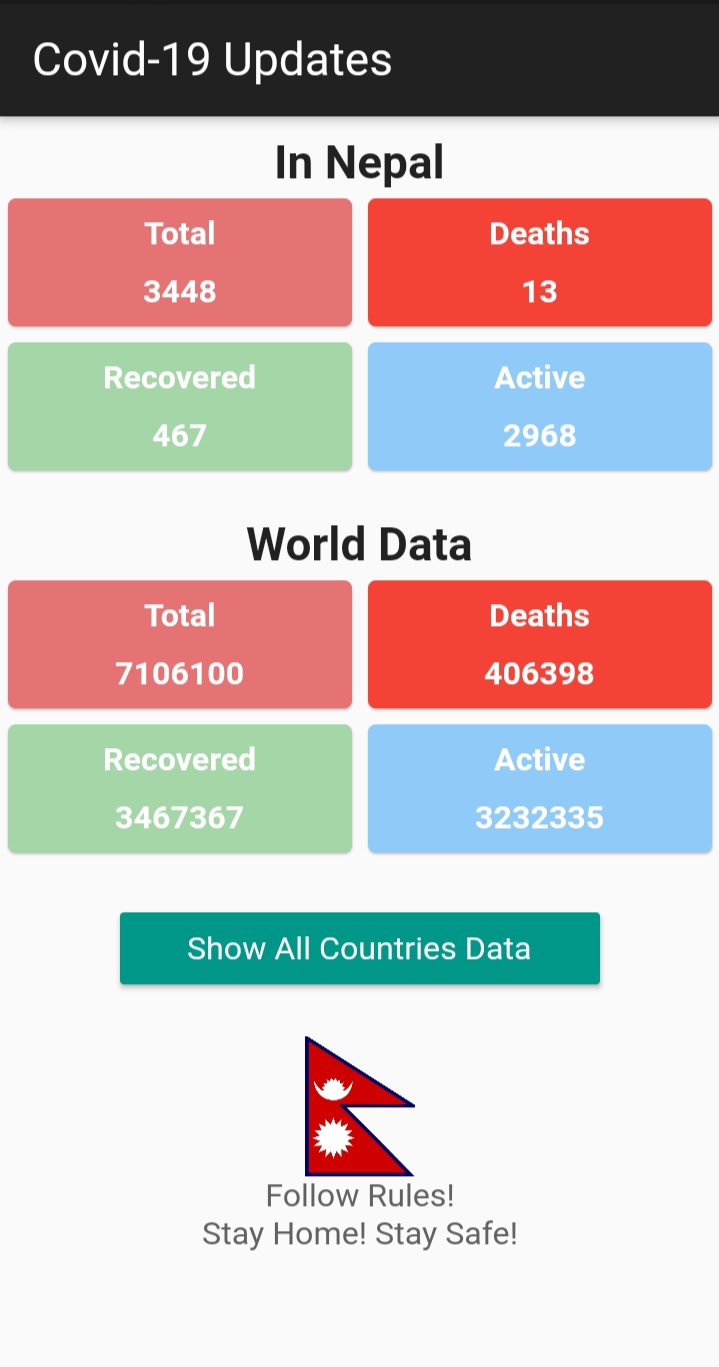 Covid-19 Updates
In Nepal
Total
Deaths
3448
13
Recovered
Active
467
2968
World Data
Total
Deaths
7106100
406398
Recovered
Active
3467367
3232335
Show All Countries Data
Follow Rules!
Stay Home! Stay Safe!